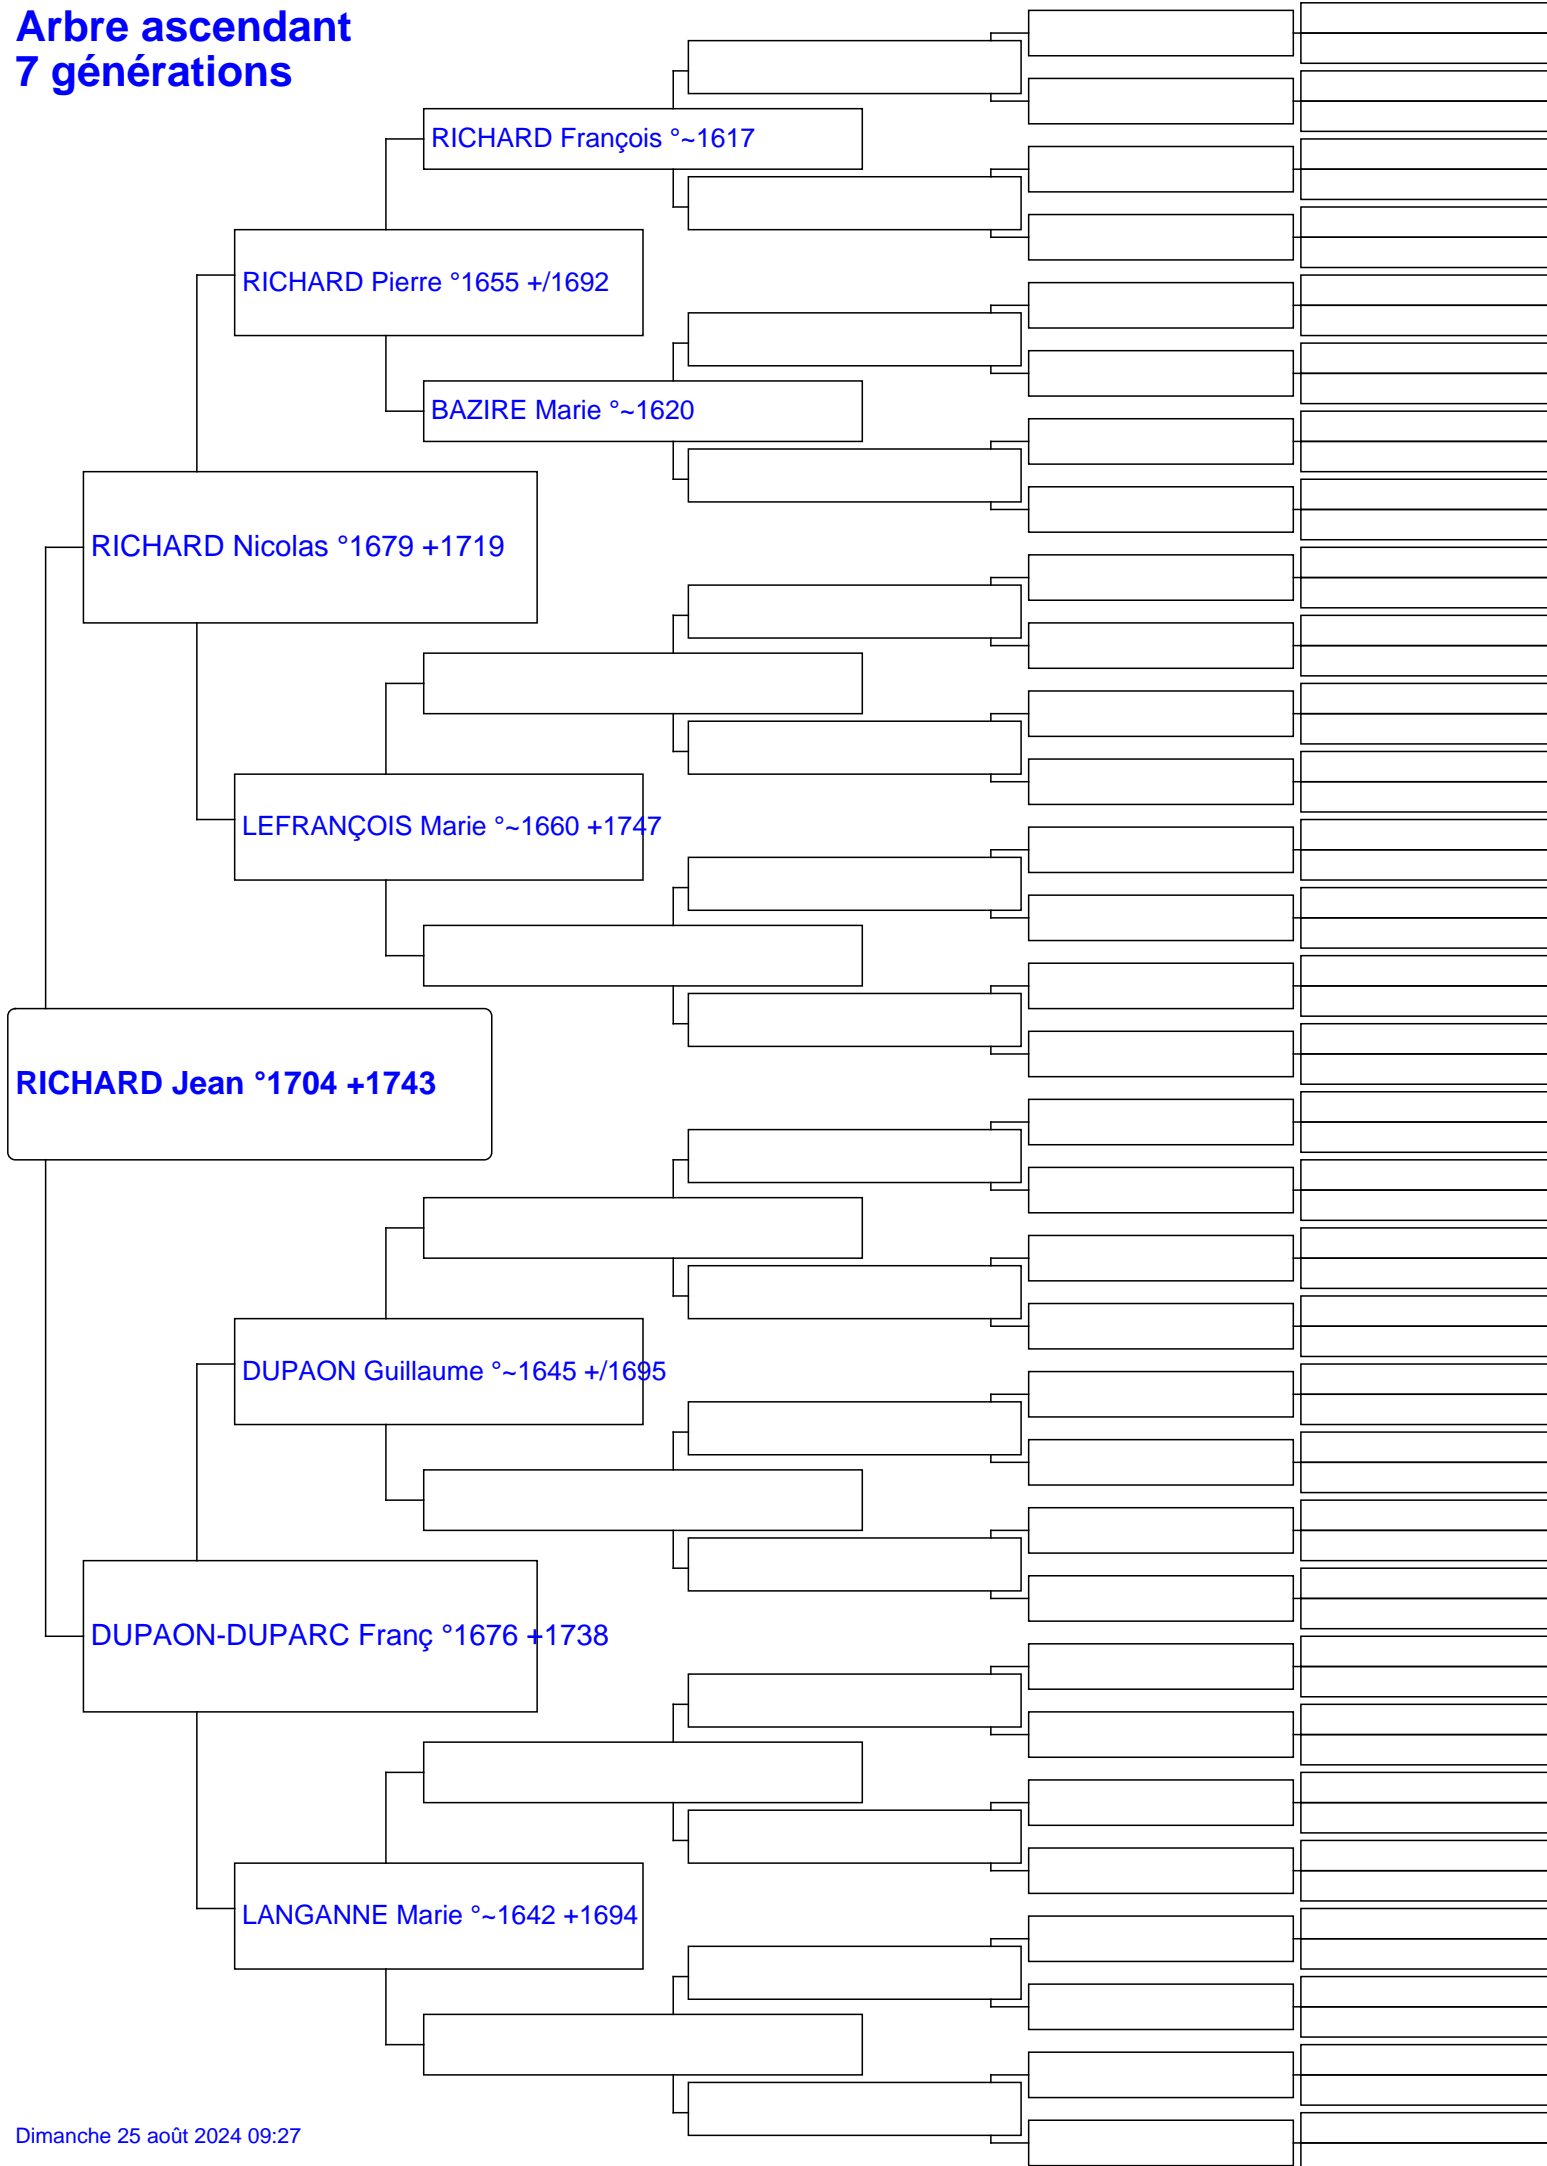 Arbre ascendant
7 générations
RICHARD François °~1617
RICHARD Pierre °1655 +/1692
BAZIRE Marie °~1620
RICHARD Nicolas °1679 +1719
LEFRANÇOIS Marie °~1660 +1747
RICHARD Jean °1704 +1743
DUPAON Guillaume °~1645 +/1695
DUPAON-DUPARC Franç °1676 +1738
LANGANNE Marie °~1642 +1694
Dimanche 25 août 2024 09:27